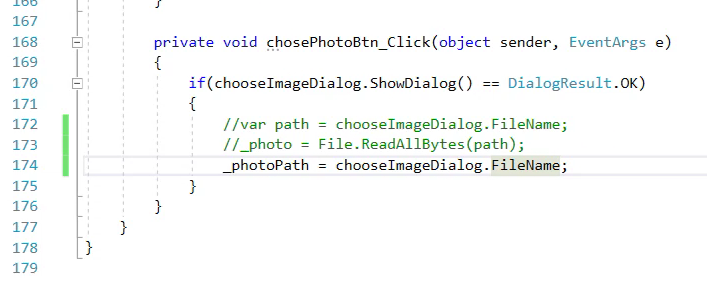 166 }
167
168 private void chosePhotoBtn_Click(object sender, EventArgs e)
169 {
170 if(chooseImageDialog.ShowDialog() == DialogResult.OK)
171 {
172 //var path = chooseImageDialog.FileName;
173 //_photo = File.ReadAllBytes(path);
174 _photoPath = chooseImageDialog.FileName;
175 }
176 }
177 }
178 }
179